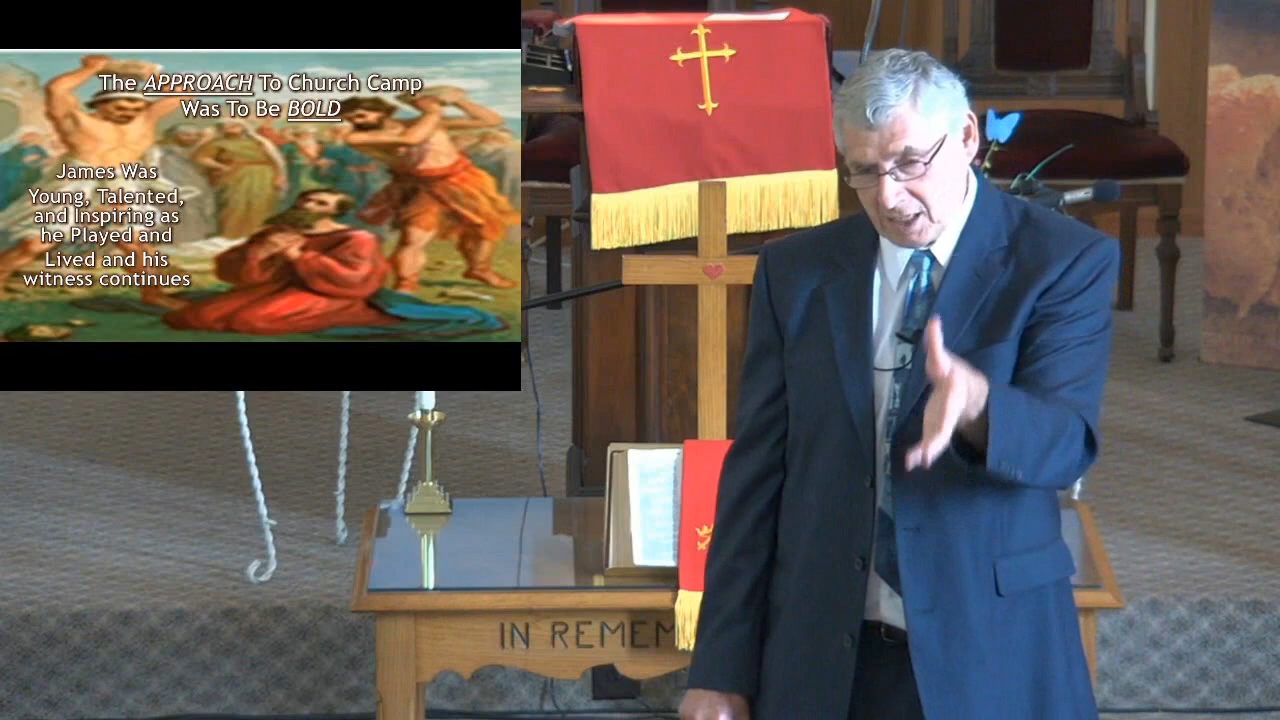 The APPROACH To Church Camp
Was To Be BOLD
James Was
Young, Talented,
and Inspiring as
he Played and
Lived and his
witness continues
IN REMEM